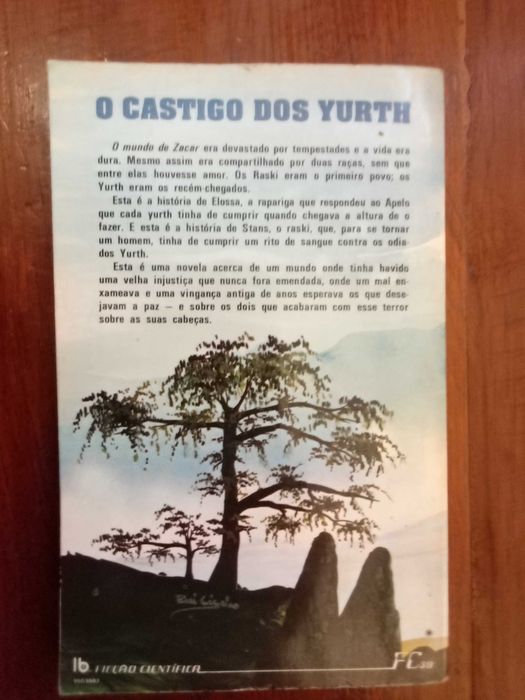 O CASTIGO DOS YURTH
O mundo de Zacar era devastado por tempestades e a vida era
dura. Mesmo assim era compartilhado por duas raças, sem que
entre elas houvesse amor. Os Raski eram o primeiro povo; os
Yurth eram os recém-chegados.
Esta é a história de Elossa, a rapariga que respondeu ao Apelo
que cada yurth tinha de cumprir quando chegava a altura de o
fazer. E esta é a história de Stans, o raski, que, para se tornar
um homem, tinha de cumprir um rito de sangue contra os odia-
dos Yurth.
Esta é uma novela acerca de um mundo onde tinha havido
uma velha injustiça que nunca fora emendada, onde um mal en-
xameava e uma vingança antiga de anos esperava os que dese-
javam a paz — e sobre os dois que acabaram com esse terror
sobre as suas cabeças.
lb FICÇÃO CIENTÍFICA
FC 39